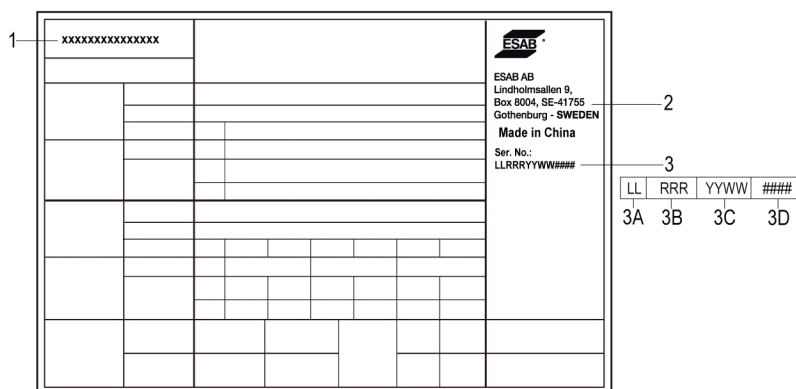 1
xxxxxxxxxxxxxxx
ESAB
ESAB AB
Lindholmsallen 9,
Box 8004, SE-41755
Gothenburg - SWEDEN
2
Made in China
Ser. No.:
LLRRRYYWW####
3
LL RRR YYWW ####
3A 3B 3C 3D